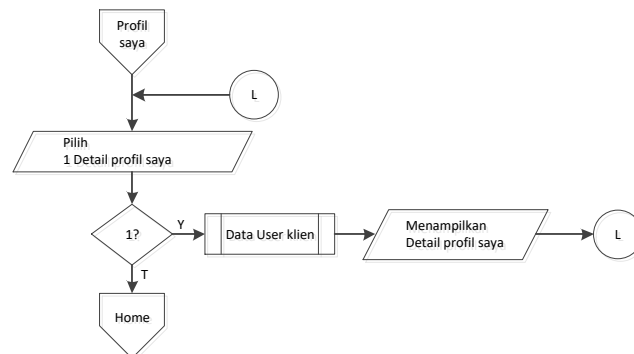 Profil
saya
L
Pilih
1 Detail profil saya
1?
Y
Data User klien
Menampilkan
Detail profil saya
L
T
Home